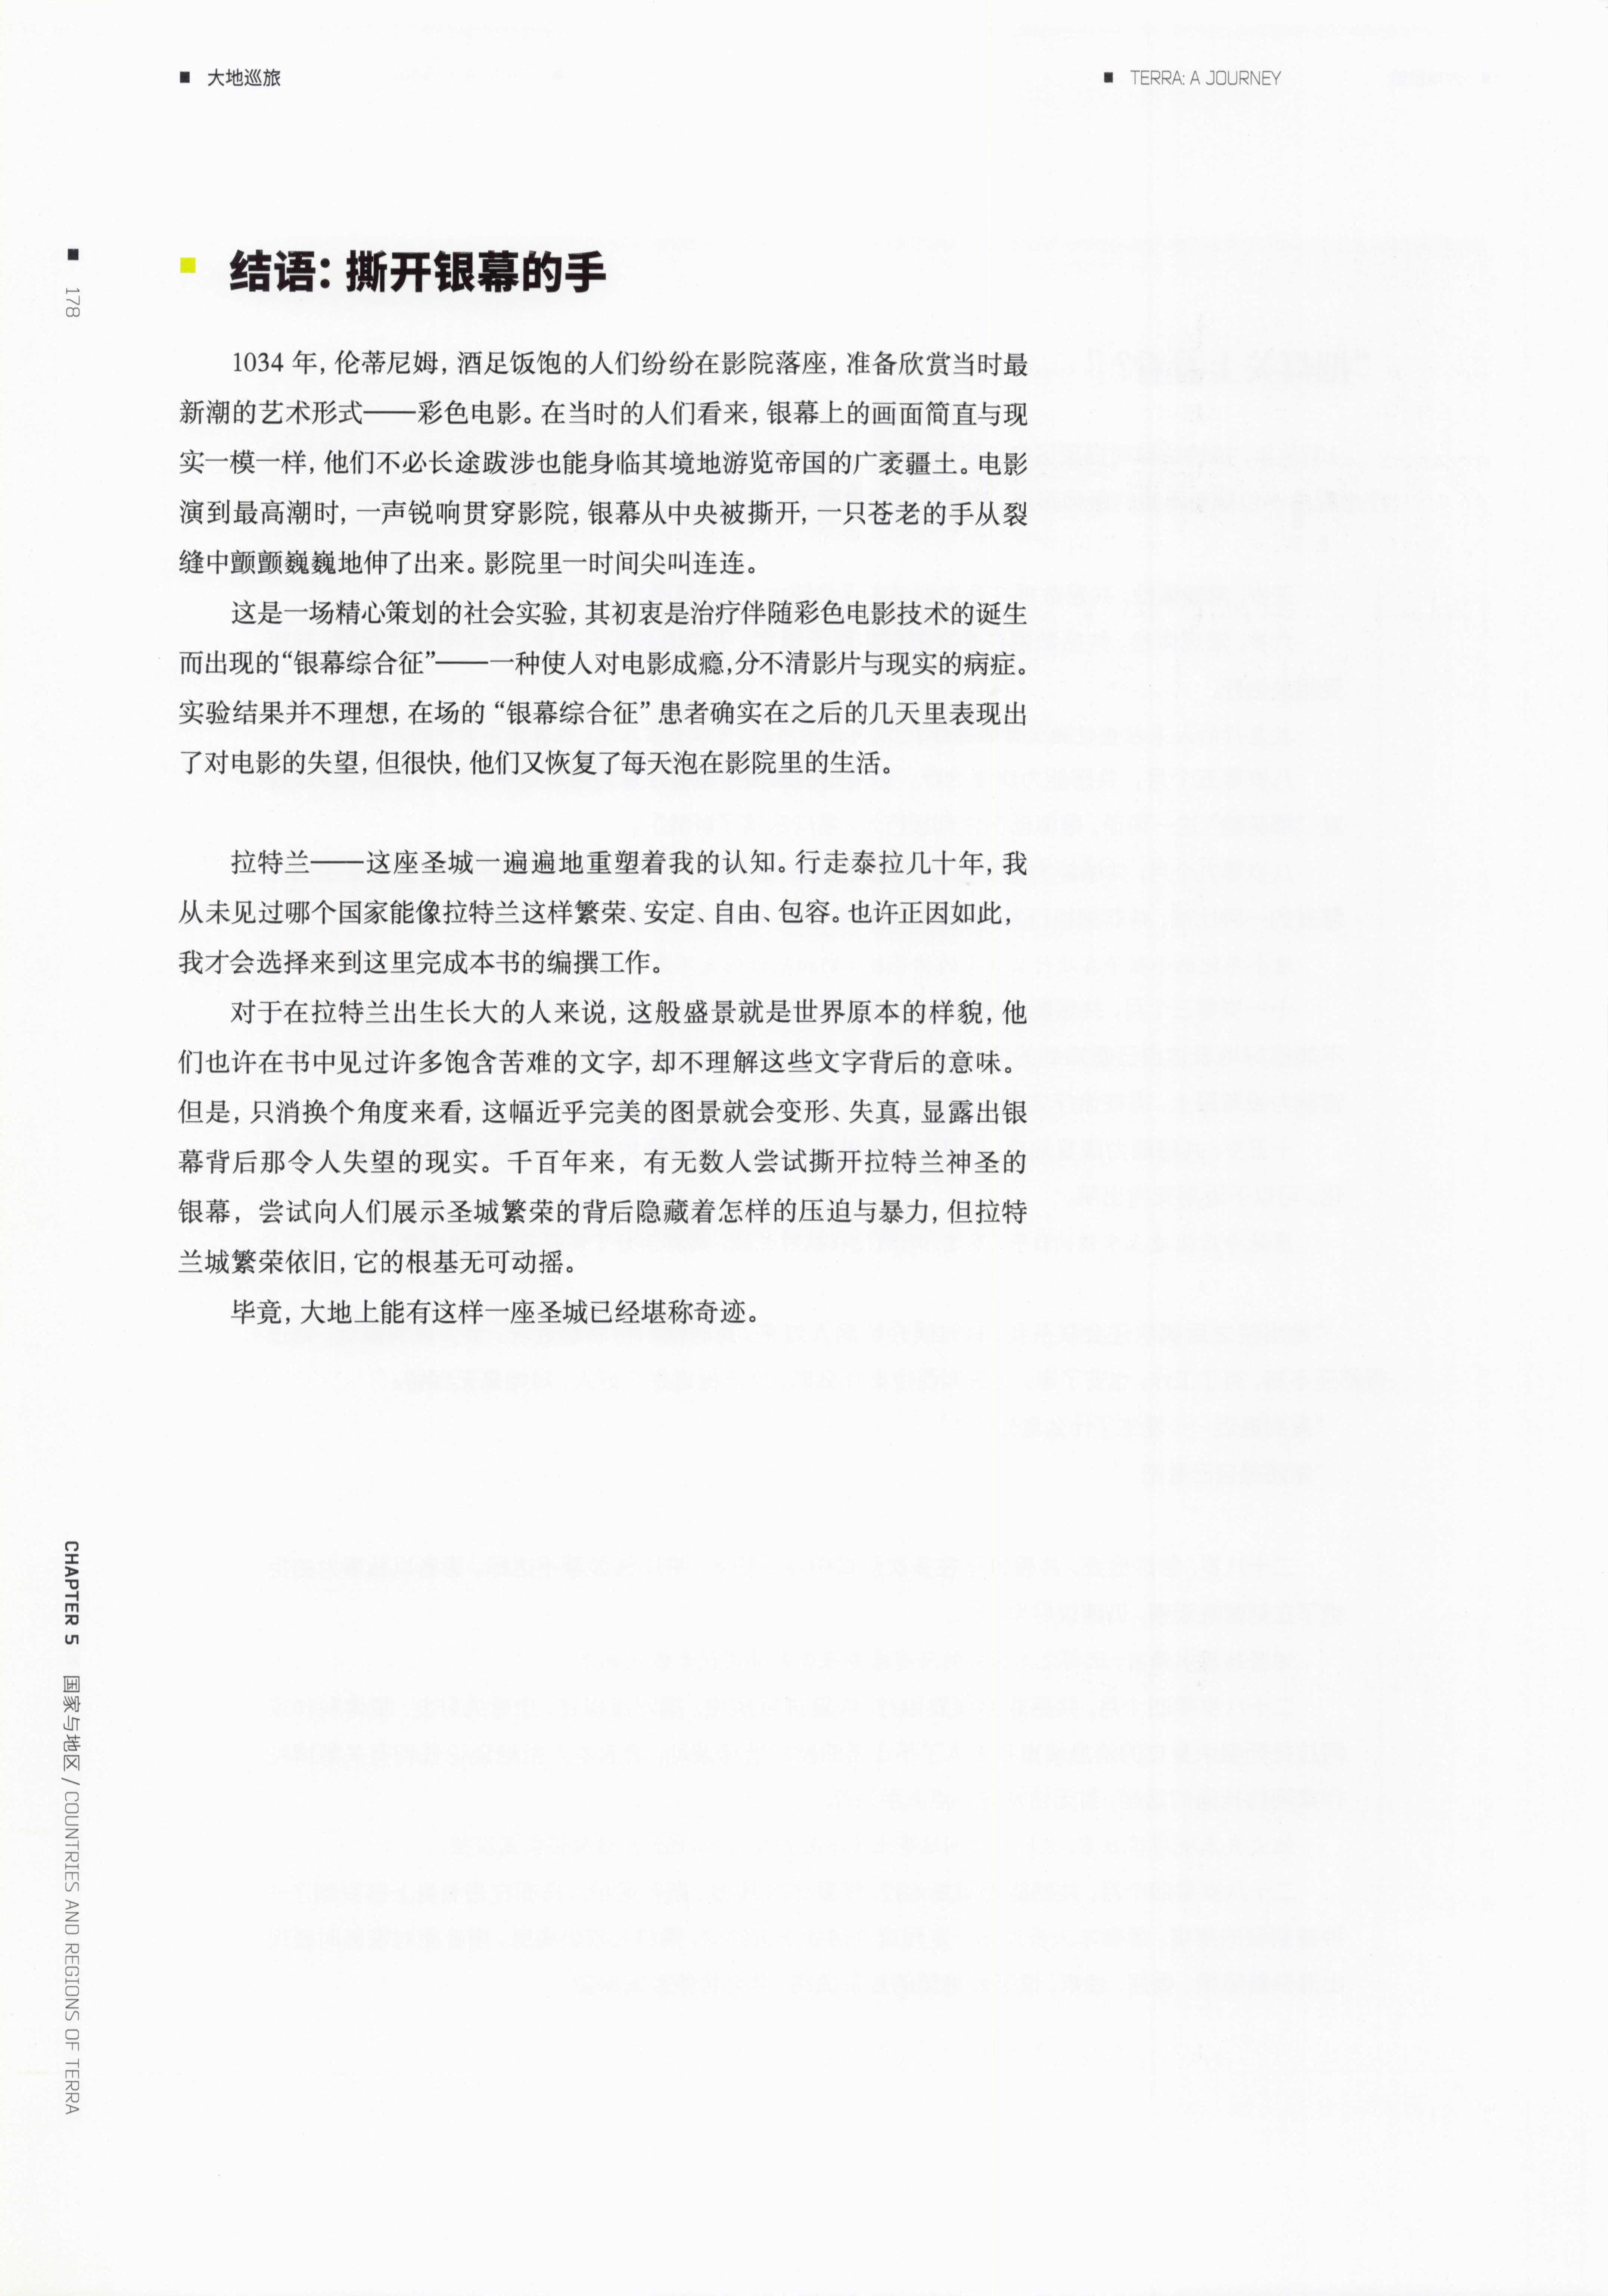 大地巡旅
TERRA: A JOURNEY
178
结语：撕开银幕的手
1034 年，伦蒂尼姆，酒足饭饱的人们纷纷在影院落座，准备欣赏当时最
新潮的艺术形式——彩色电影。在当时的人们看来，银幕上的画面简直与现
实一模一样，他们不必长途跋涉也能身临其境地游览帝国的广袤疆土。电影
演到最高潮时，一声锐响贯穿影院，银幕从中央被撕开，一只苍老的手从裂
缝中颤颤巍巍地伸了出来。影院里一时间尖叫连连。
这是一场精心策划的社会实验，其初衷是治疗伴随彩色电影技术的诞生
而出现的“银幕综合征”——一种使人对电影成瘾，分不清影片与现实的病症。
实验结果并不理想，在场的 “银幕综合征” 患者确实在之后的几天里表现出
了对电影的失望，但很快，他们又恢复了每天泡在影院里的生活。
拉特兰——这座圣城一遍遍地重塑着我的认知。行走泰拉几十年，我
从未见过哪个国家能像拉特兰这样繁荣、安定、自由、包容。也许正因如此，
我才会选择来到这里完成本书的编撰工作。
对于在拉特兰出生长大的人来说，这般盛景就是世界原本的样貌，他
们也许在书中见过许多饱含苦难的文字，却不理解这些文字背后的意味。
但是，只消换个角度来看，这幅近乎完美的图景就会变形、失真，显露出银
幕背后那令人失望的现实。千百年来，有无数人尝试撕开拉特兰神圣的
银幕，尝试向人们展示圣城繁荣的背后隐藏着怎样的压迫与暴力，但拉特
兰城繁荣依旧，它的根基无可动摇。
毕竟，大地上能有这样一座圣城已经堪称奇迹。
CHAPTER 5 国家与地区 / COUNTRIES AND REGIONS OF TERRA